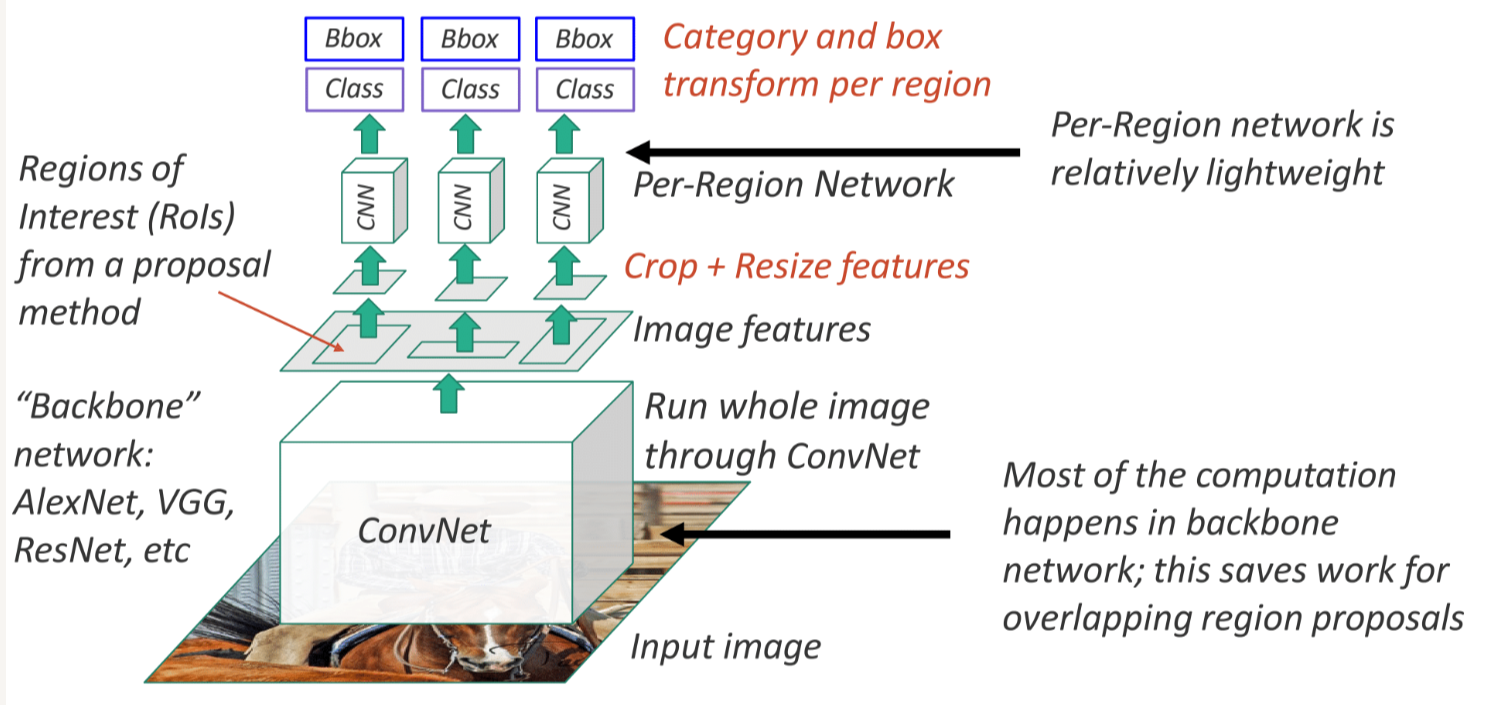 Bbox
Bbox
Bbox
Class
Class
Class
Category and box
transform per region
Per-Region network is
relatively lightweight
Regions of
Interest (RoIs)
from a proposal
method
CNN
CNN
CNN
Per-Region Network
Crop + Resize features
Image features
“Backbone”
network:
AlexNet, VGG,
ResNet, etc
Run whole image
through ConvNet
ConvNet
Most of the computation
happens in backbone
network; this saves work for
overlapping region proposals
Input image